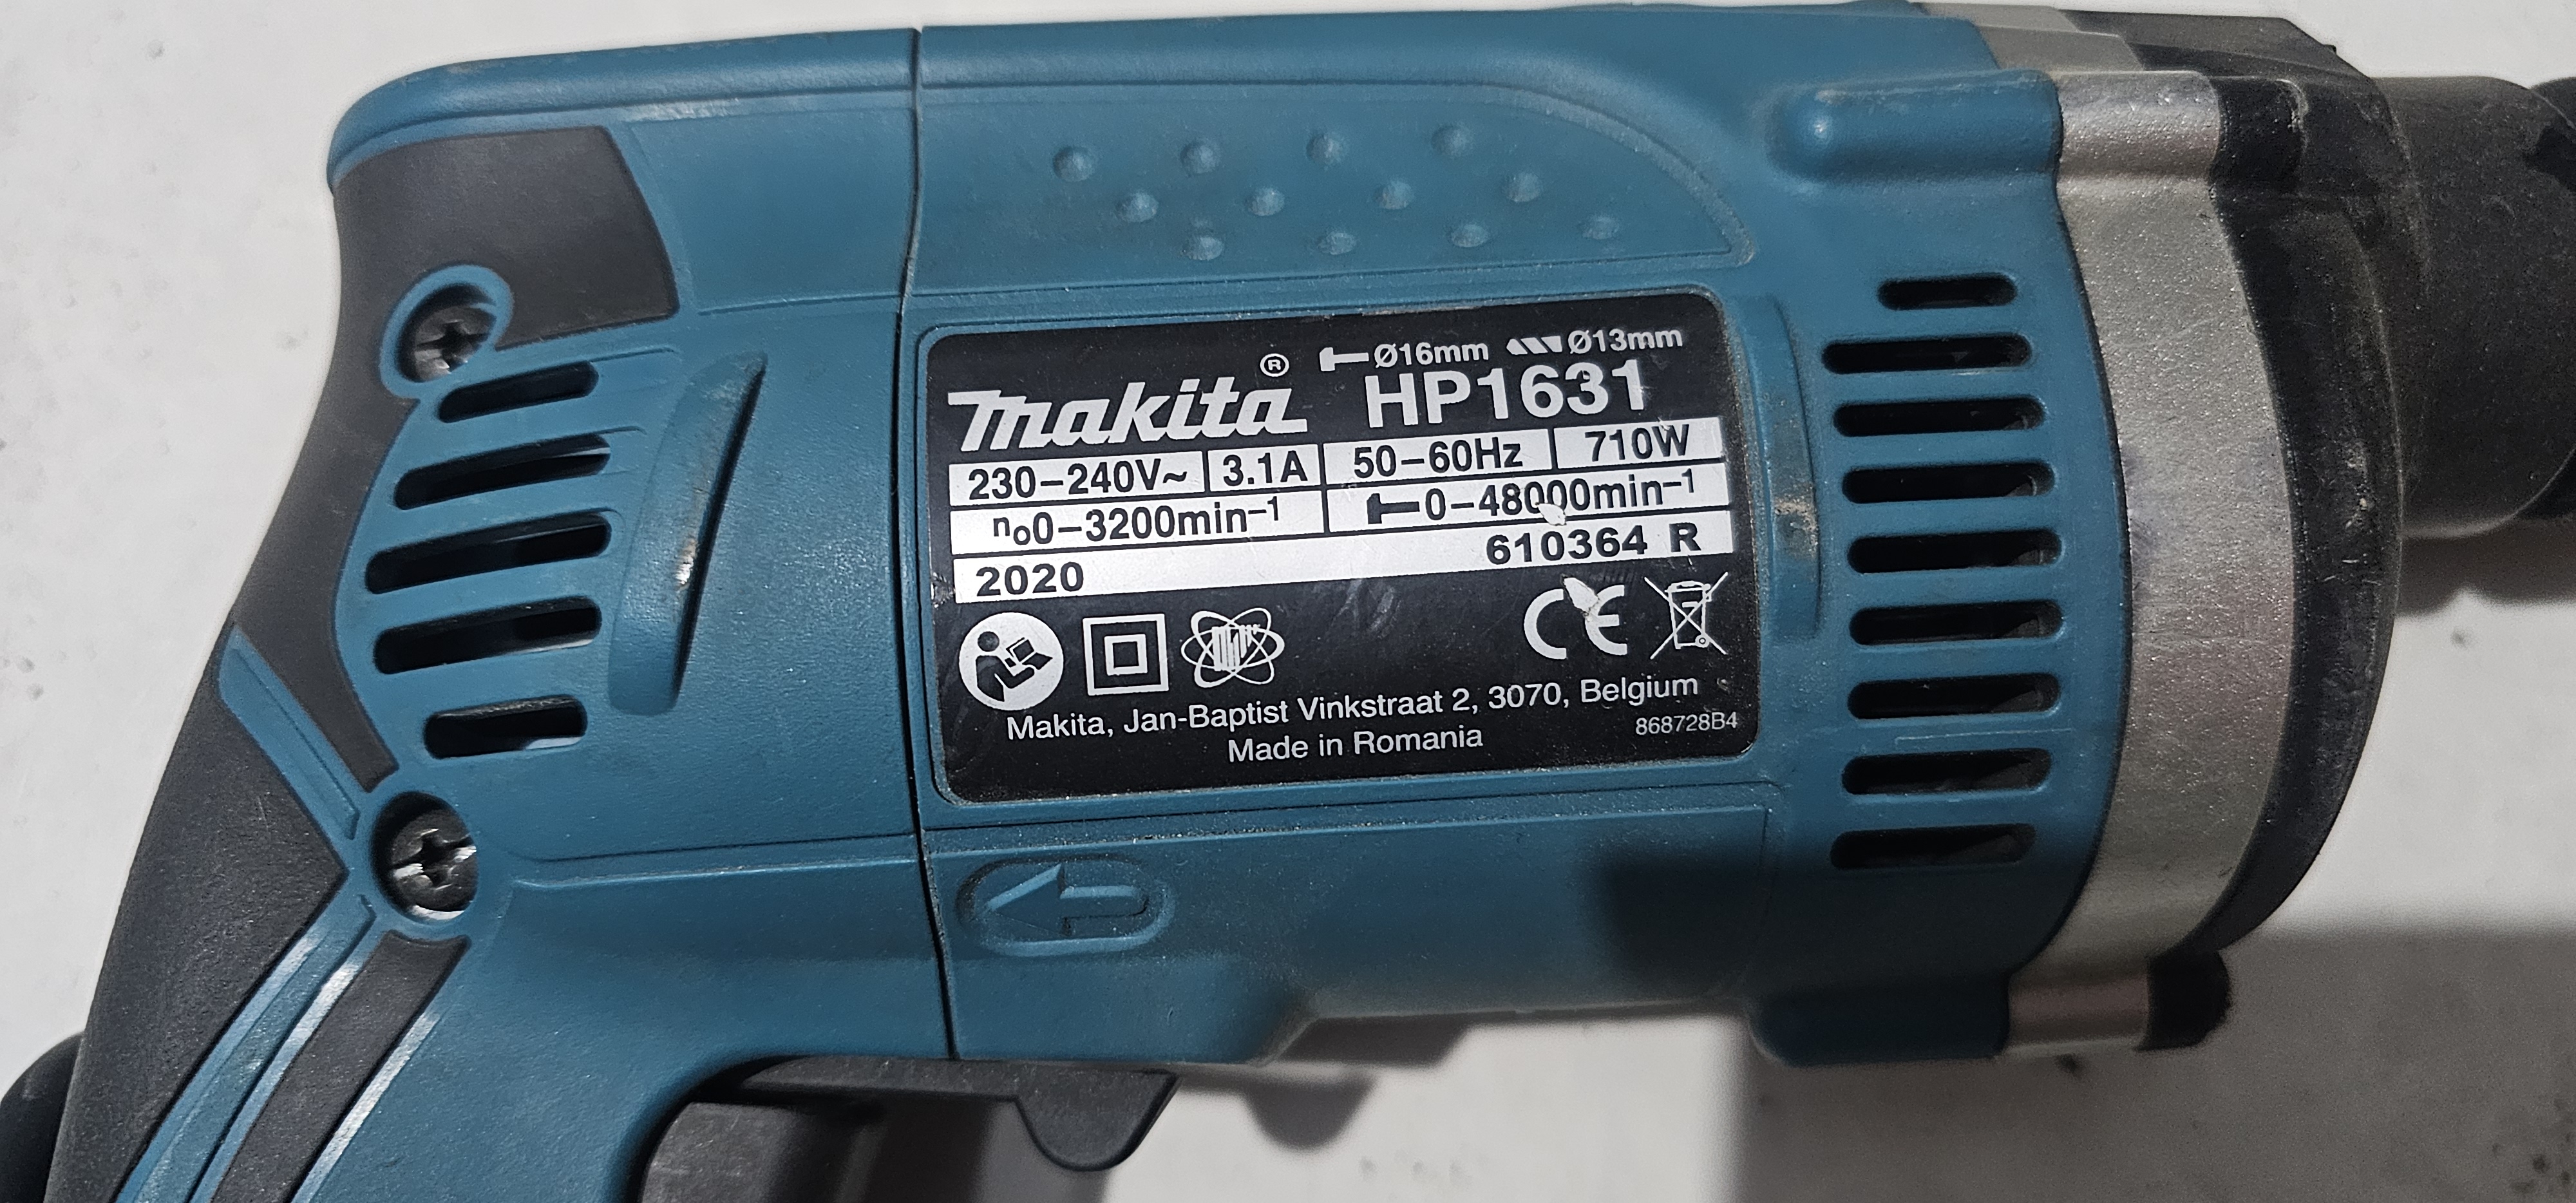 Ø16mm Ø13mm
makita® HP1631
230–240V~ 3.1A 50–60Hz 710W
n₀0–3200min⁻¹ 0–48000min⁻¹
2020 610364 R
CE
Makita, Jan-Baptist Vinkstraat 2, 3070, Belgium
868728B4
Made in Romania